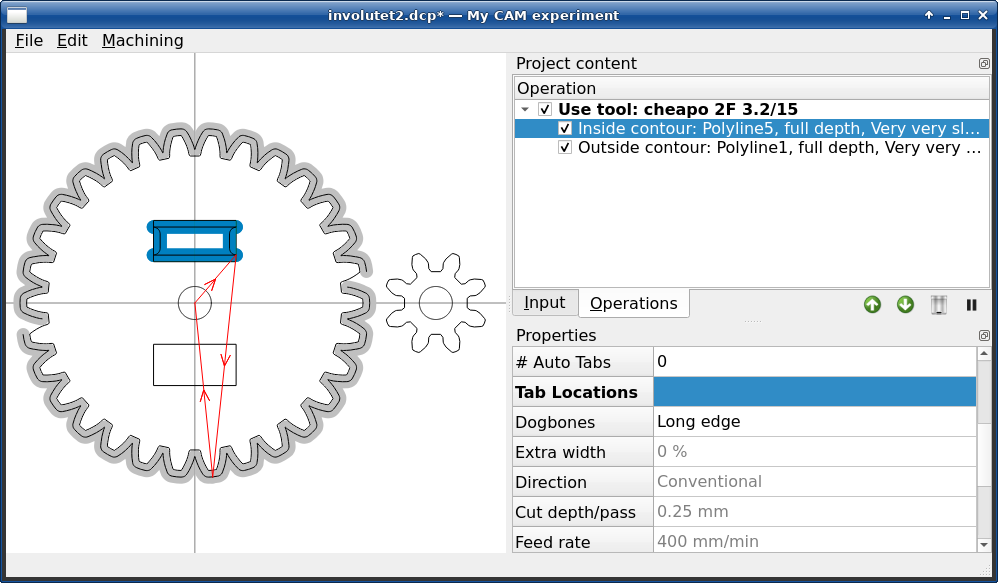 involutet2.dcp* — My CAM experiment
File Edit Machining
Project content
Operation
Use tool: cheapo 2F 3.2/15
Inside contour: Polyline5, full depth, Very very sl...
Outside contour: Polyline1, full depth, Very very ...
Input Operations
Properties
# Auto Tabs 0
Tab Locations
Dogbones Long edge
Extra width 0 %
Direction Conventional
Cut depth/pass 0.25 mm
Feed rate 400 mm/min